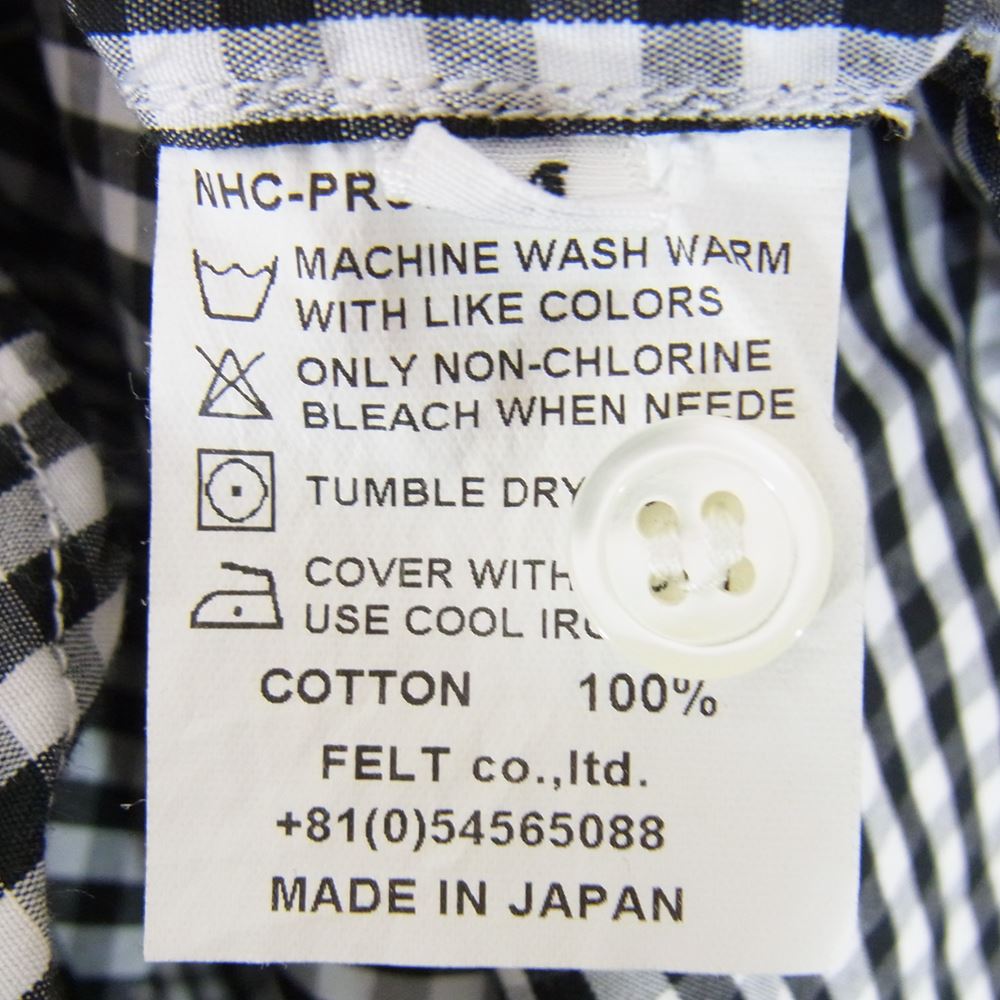 MACHINE WASH WARM
WITH LIKE COLORS
ONLY NON-CHLORINE
BLEACH WHEN NEEDE
TUMBLE DRY
COVER WITH
USE COOL
COTTON 100%
FELT co.,ltd.
+81(0)54565088
MADE IN JAPAN